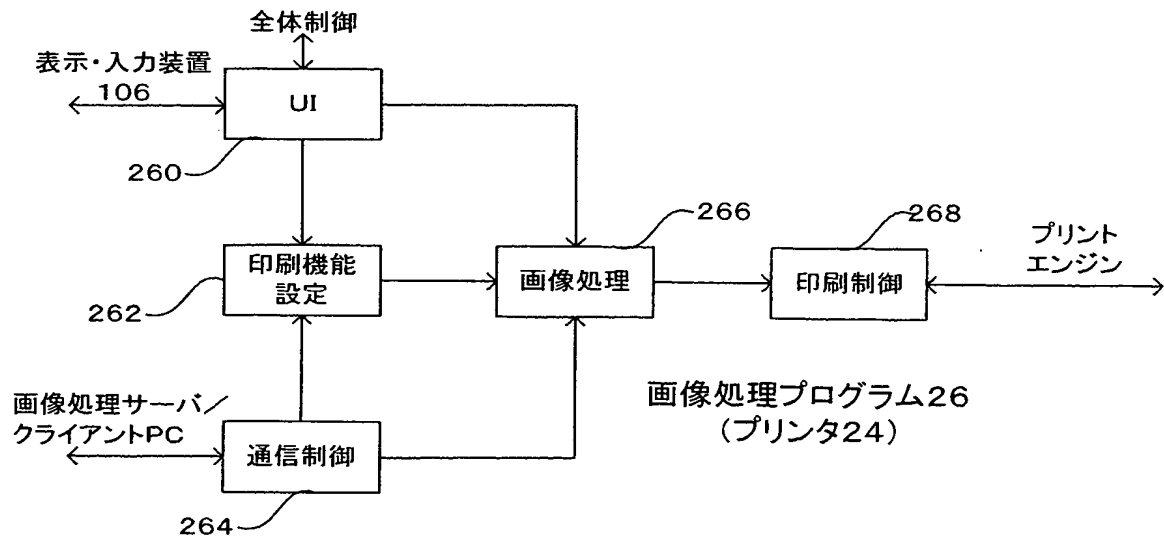 全体制御
表示・入力装置
106
UI
260
266
268
プリント
エンジン
印刷機能
設定
画像処理
印刷制御
262
画像処理サーバ/
クライアントPC
画像処理プログラム26
(プリンタ24)
通信制御
264